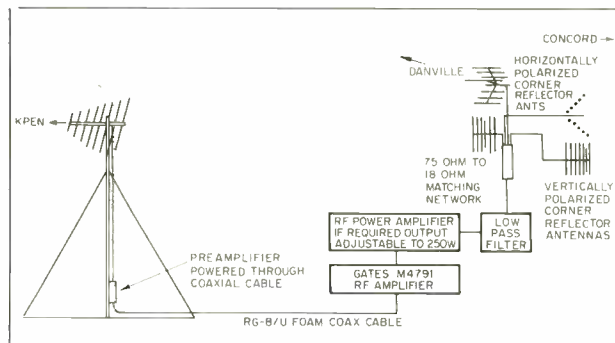 CONCORD
DANVILLE
HORIZONTALLY
POLARIZED
CORNER
REFLECTOR
ANTS
KPEN
75 OHM TO
18 OHM
MATCHING
NETWORK
VERTICALLY
POLARIZED
CORNER
REFLECTOR
ANTENNAS
RF POWER AMPLIFIER
IF REQUIRED OUTPUT
ADJUSTABLE TO 250W
LOW
PASS
FILTER
PREAMPLIFIER
POWERED THROUGH
COAXIAL CABLE
GATES M4791
RF AMPLIFIER
RG-8/U FOAM COAX CABLE